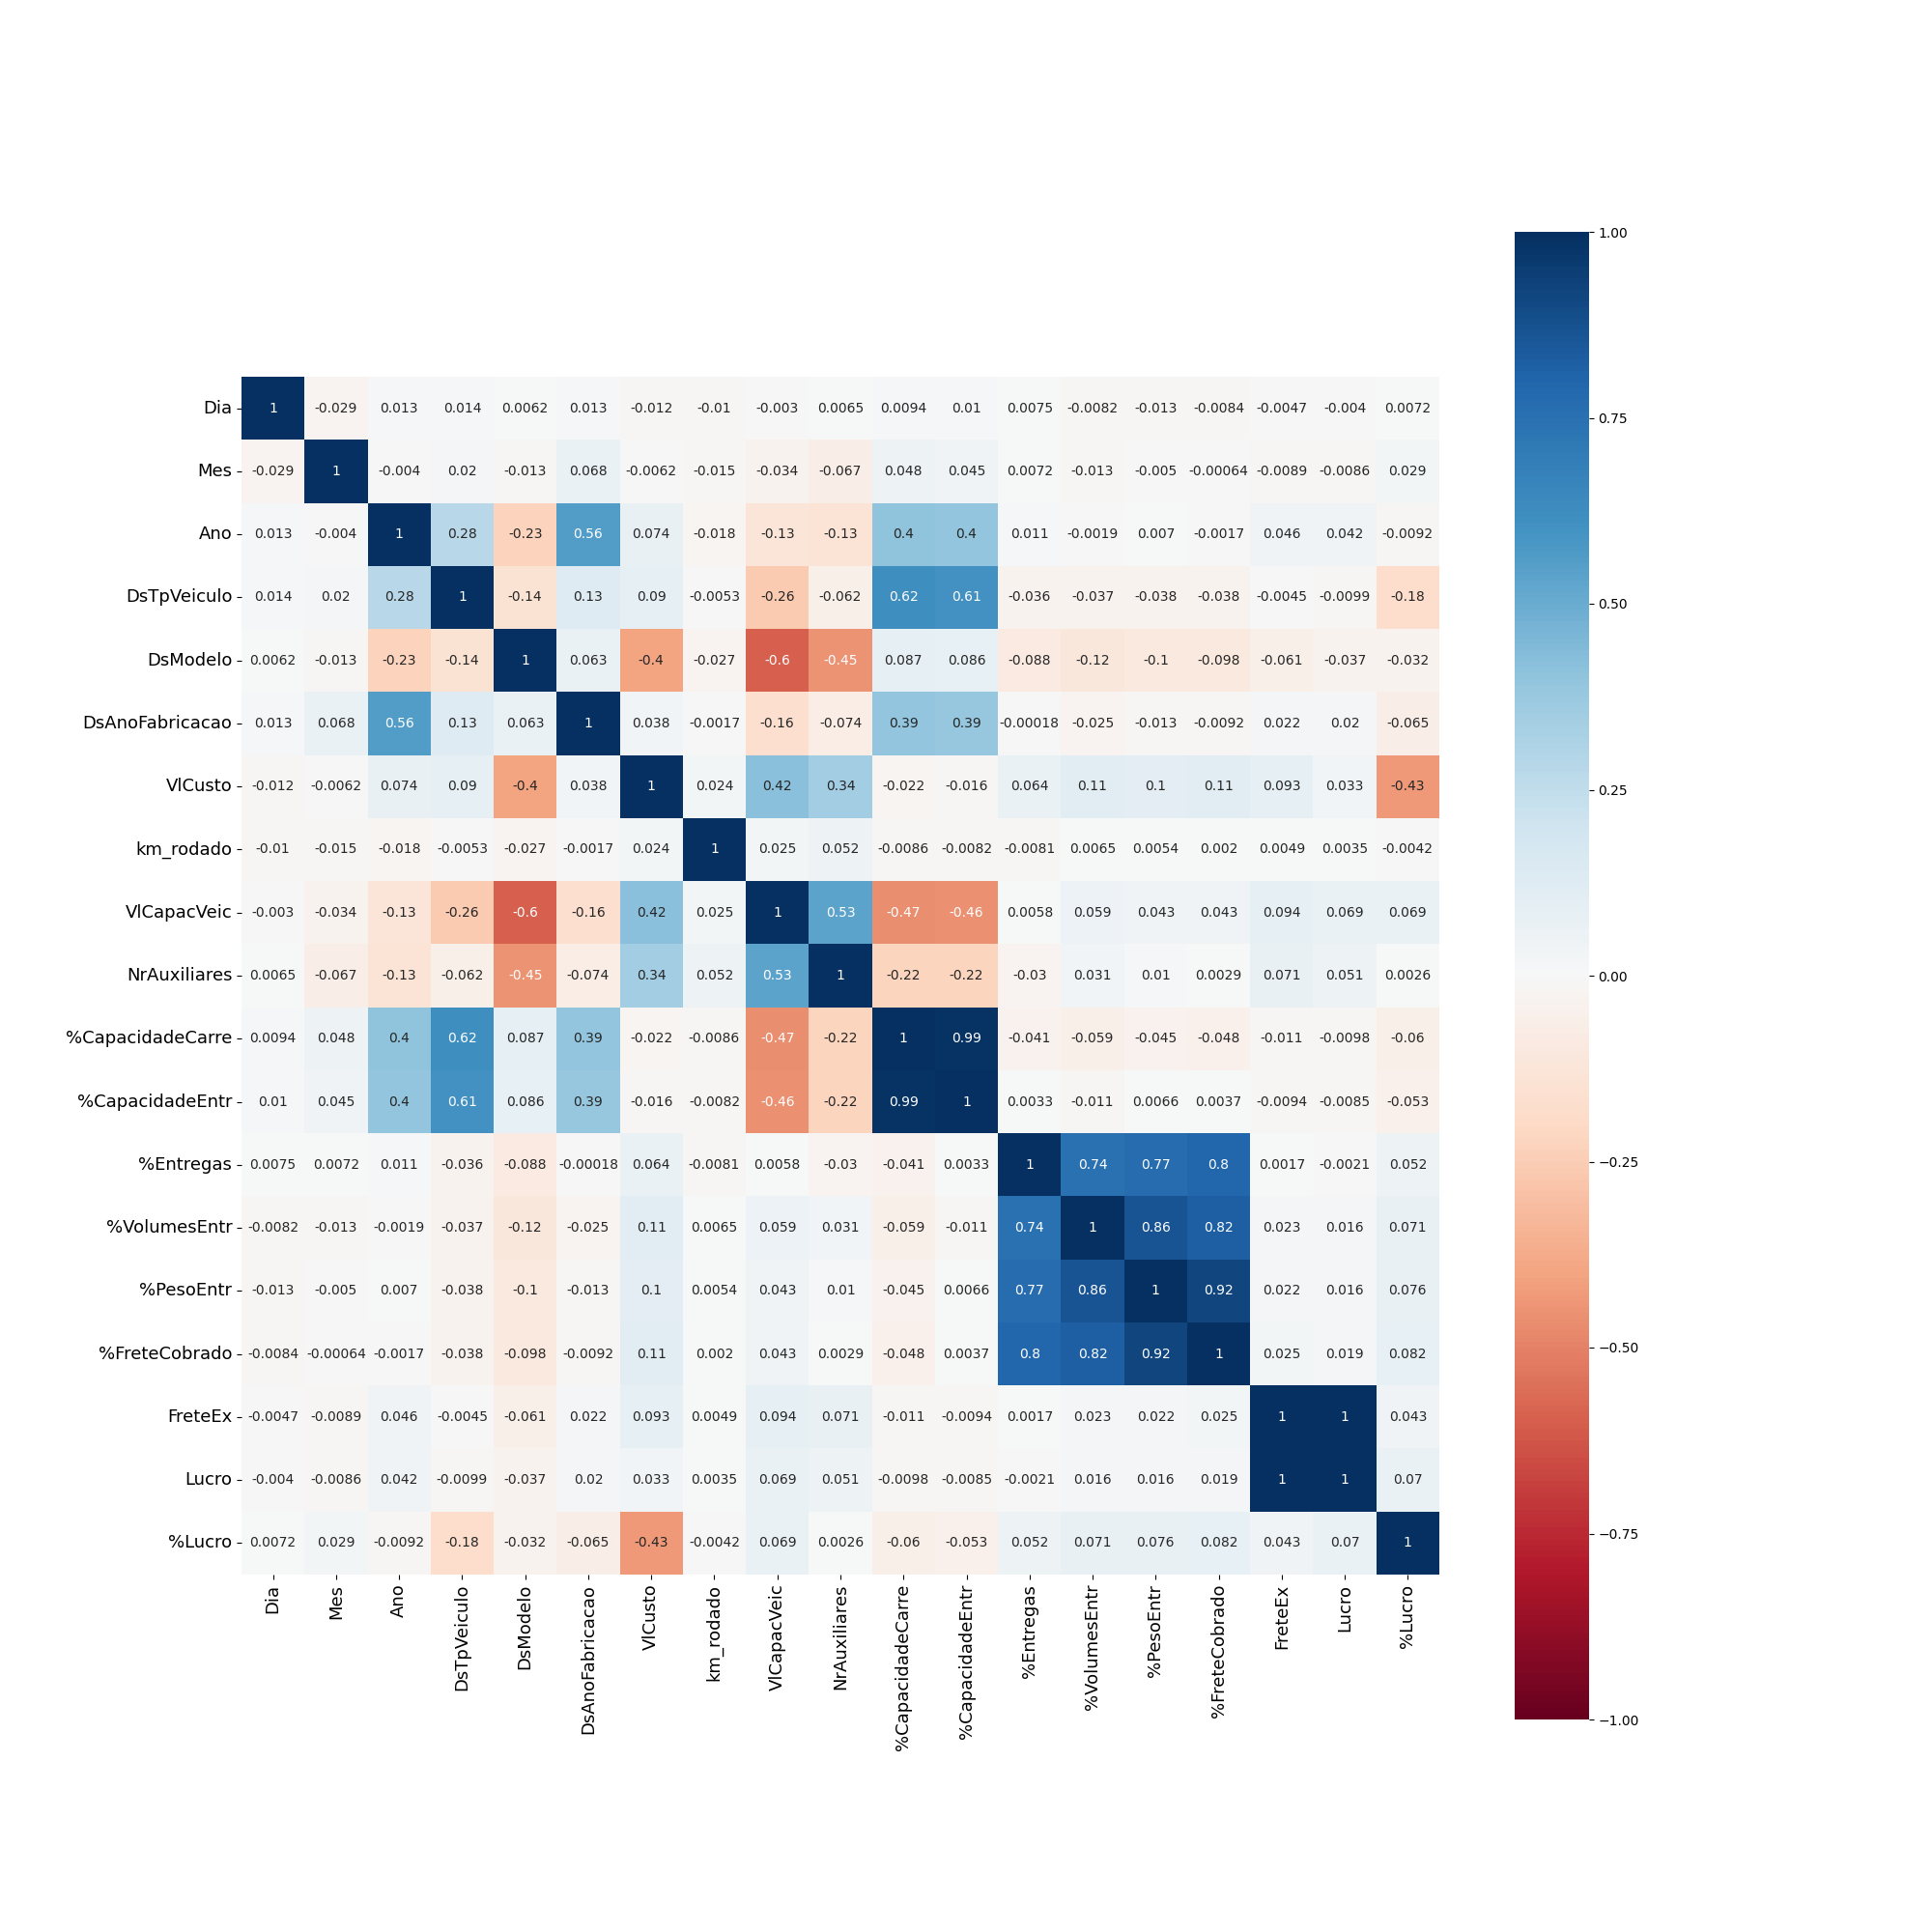 Dia 1 -0.029 0.013 0.014 0.0062 0.013 -0.012 -0.01 -0.003 0.0065 0.0094 0.01 0.0075 -0.0082 -0.013 -0.0084 -0.0047 -0.004 0.0072
Mes -0.029 1 -0.004 0.02 -0.013 0.068 -0.0062 -0.015 -0.034 -0.067 0.048 0.045 0.0072 -0.013 -0.005 -0.00064 -0.0089 -0.0086 0.029
Ano 0.013 -0.004 1 0.28 -0.23 0.56 0.074 -0.018 -0.13 -0.13 0.4 0.4 0.011 -0.0019 0.007 -0.0017 0.046 0.042 -0.0092
DsTpVeiculo 0.014 0.02 0.28 1 -0.14 0.13 0.09 -0.0053 -0.26 -0.062 0.62 0.61 -0.036 -0.037 -0.038 -0.038 -0.0045 -0.0099 -0.18
DsModelo 0.0062 -0.013 -0.23 -0.14 1 0.063 -0.4 -0.027 -0.6 -0.45 0.087 0.086 -0.088 -0.12 -0.1 -0.098 -0.061 -0.037 -0.032
DsAnoFabricacao 0.013 0.068 0.56 0.13 0.063 1 0.038 -0.0017 -0.16 -0.074 0.39 0.39 -0.00018 -0.025 -0.013 -0.0092 0.022 0.02 -0.065
VlCusto -0.012 -0.0062 0.074 0.09 -0.4 0.038 1 0.024 0.42 0.34 -0.022 -0.016 0.064 0.11 0.1 0.11 0.093 0.033 -0.43
km_rodado -0.01 -0.015 -0.018 -0.0053 -0.027 -0.0017 0.024 1 0.025 0.052 -0.0086 -0.0082 -0.0081 0.0065 0.0054 0.002 0.0049 0.0035 -0.0042
VlCapacVeic -0.003 -0.034 -0.13 -0.26 -0.6 -0.16 0.42 0.025 1 0.53 -0.47 -0.46 0.0058 0.059 0.043 0.043 0.094 0.069 0.069
NrAuxiliares 0.0065 -0.067 -0.13 -0.062 -0.45 -0.074 0.34 0.052 0.53 1 -0.22 -0.22 -0.03 0.031 0.01 0.0029 0.071 0.051 0.0026
%CapacidadeCarre 0.0094 0.048 0.4 0.62 0.087 0.39 -0.022 -0.0086 -0.47 -0.22 1 0.99 -0.041 -0.059 -0.045 -0.048 -0.011 -0.0098 -0.06
%CapacidadeEntr 0.01 0.045 0.4 0.61 0.086 0.39 -0.016 -0.0082 -0.46 -0.22 0.99 1 0.0033 -0.011 0.0066 0.0037 -0.0094 -0.0085 -0.053
%Entregas 0.0075 0.0072 0.011 -0.036 -0.088 -0.00018 0.064 -0.0081 0.0058 -0.03 -0.041 0.0033 1 0.74 0.77 0.8 0.0017 -0.0021 0.052
%VolumesEntr -0.0082 -0.013 -0.0019 -0.037 -0.12 -0.025 0.11 0.0065 0.059 0.031 -0.059 -0.011 0.74 1 0.86 0.82 0.023 0.016 0.071
%PesoEntr -0.013 -0.005 0.007 -0.038 -0.1 -0.013 0.1 0.0054 0.043 0.01 -0.045 0.0066 0.77 0.86 1 0.92 0.022 0.016 0.076
%FreteCobrado -0.0084 -0.00064 -0.0017 -0.038 -0.098 -0.0092 0.11 0.002 0.043 0.0029 -0.048 0.0037 0.8 0.82 0.92 1 0.025 0.019 0.082
FreteEx -0.0047 -0.0089 0.046 -0.0045 -0.061 0.022 0.093 0.0049 0.094 0.071 -0.011 -0.0094 0.0017 0.023 0.022 0.025 1 1 0.043
Lucro -0.004 -0.0086 0.042 -0.0099 -0.037 0.02 0.033 0.0035 0.069 0.051 -0.0098 -0.0085 -0.0021 0.016 0.016 0.019 1 1 0.07
%Lucro 0.0072 0.029 -0.0092 -0.18 -0.032 -0.065 -0.43 -0.0042 0.069 0.0026 -0.06 -0.053 0.052 0.071 0.076 0.082 0.043 0.07 1
Dia Mes Ano DsTpVeiculo DsModelo DsAnoFabricacao VlCusto km_rodado VlCapacVeic NrAuxiliares %CapacidadeCarre %CapacidadeEntr %Entregas %VolumesEntr %PesoEntr %FreteCobrado FreteEx Lucro %Lucro
1.00
0.75
0.50
0.25
0.00
−0.25
−0.50
−0.75
−1.00